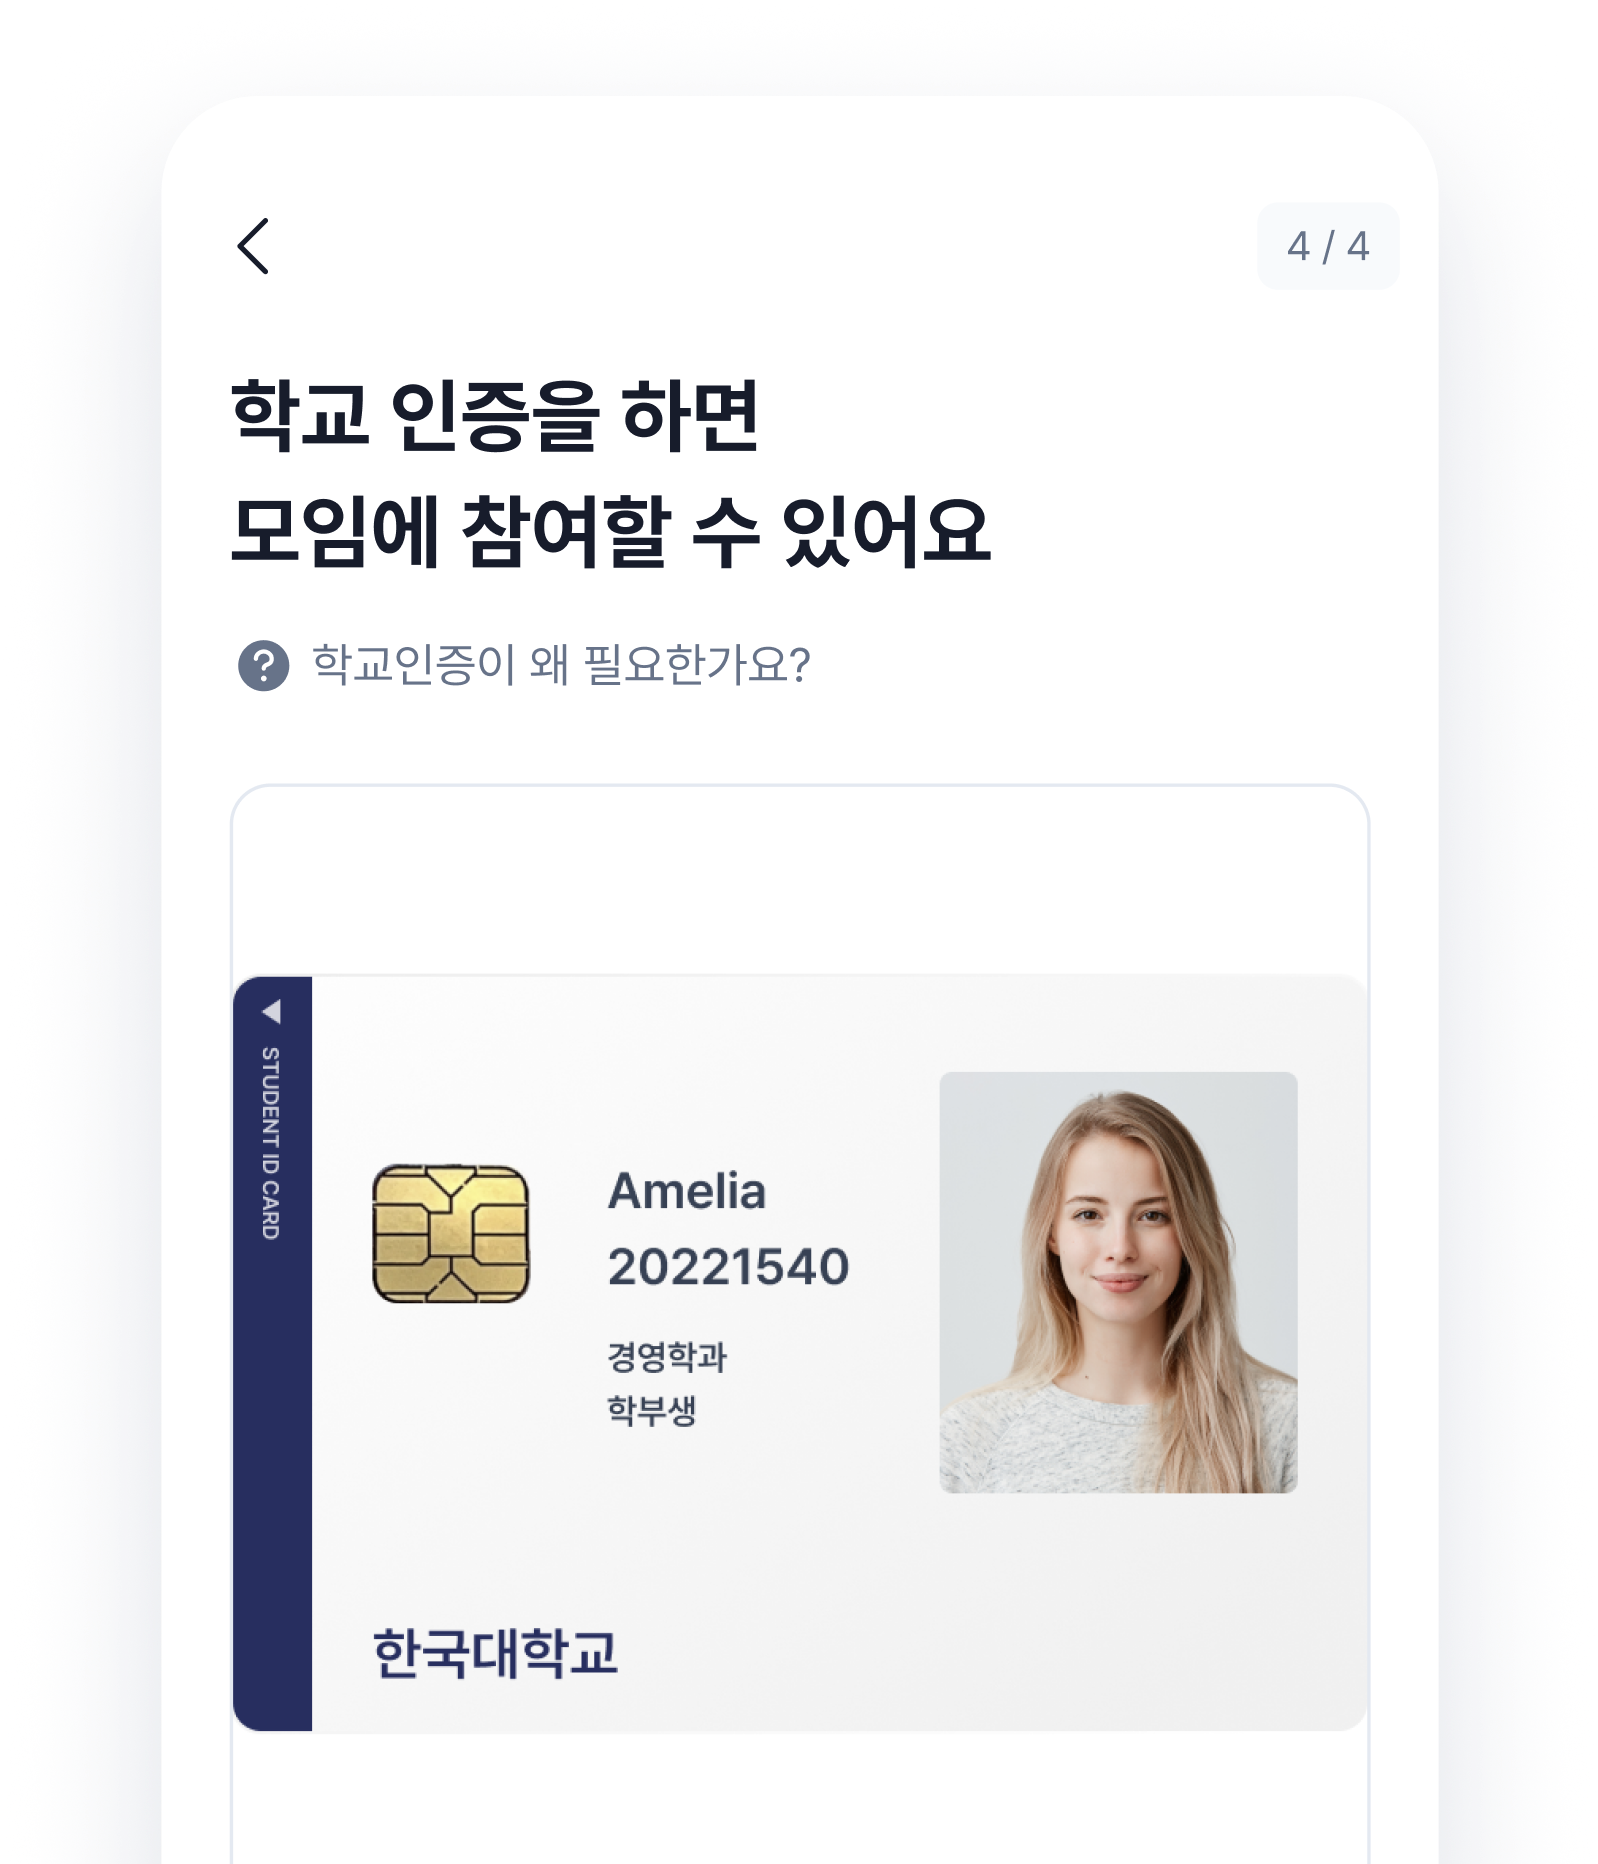 4 / 4
학교 인증을 하면
모임에 참여할 수 있어요
? 학교인증이 왜 필요한가요?
STUDENT ID CARD
Amelia
20221540
경영학과
학부생
한국대학교